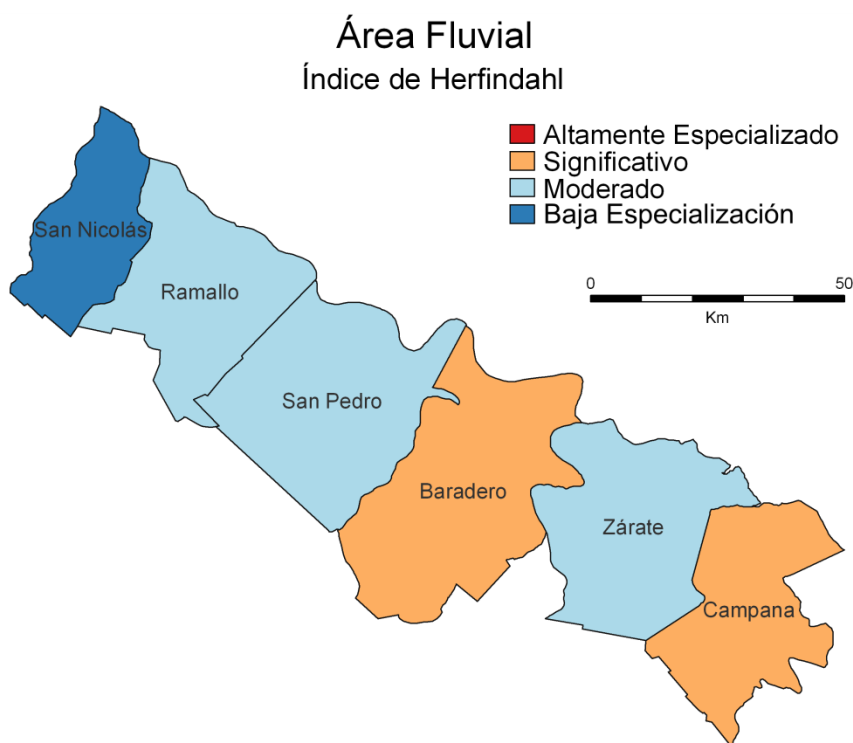 Área Fluvial
Índice de Herfindahl
Altamente Especializado
Significativo
Moderado
Baja Especialización
0 50
Km
San Nicolás
Ramallo
San Pedro
Baradero
Zárate
Campana